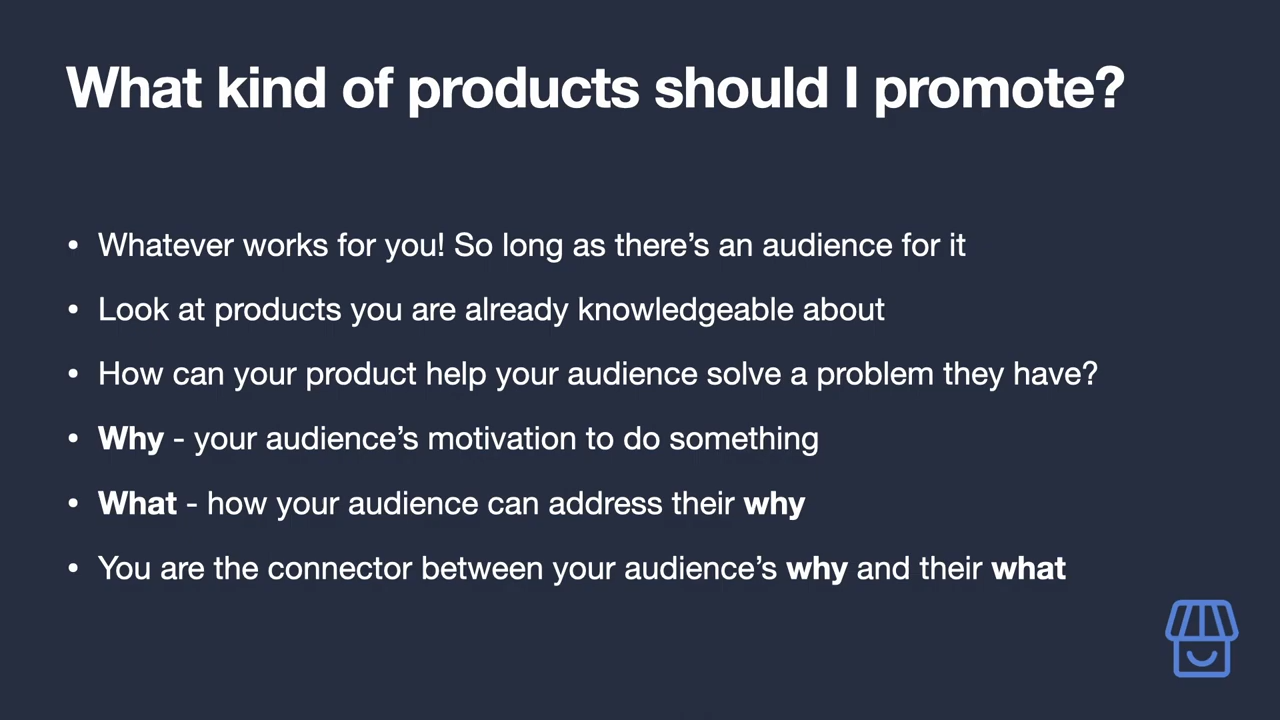 What kind of products should I promote?
• Whatever works for you! So long as there’s an audience for it
• Look at products you are already knowledgeable about
• How can your product help your audience solve a problem they have?
• Why - your audience’s motivation to do something
• What - how your audience can address their why
• You are the connector between your audience’s why and their what